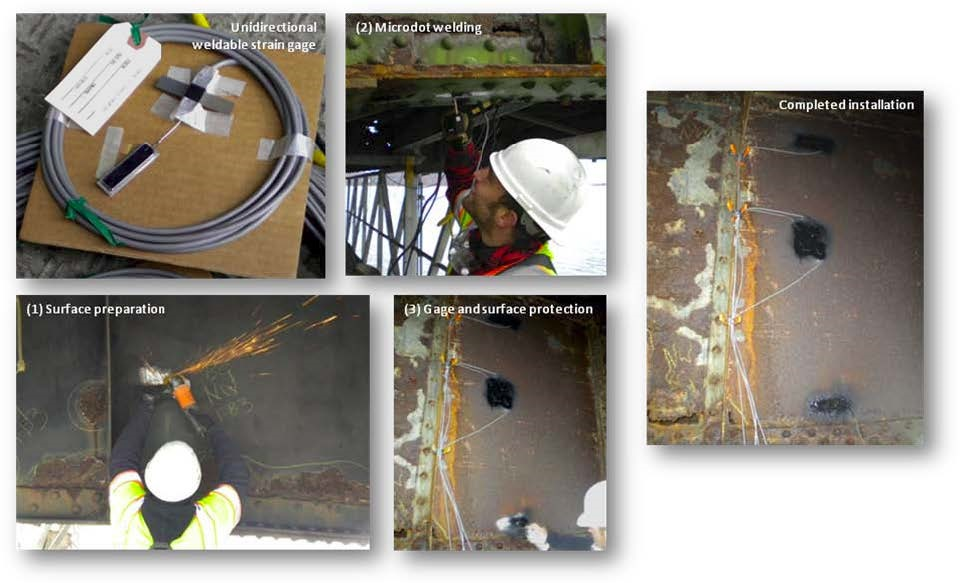 Unidirectional
weldable strain gage
(2) Microdot welding
Completed installation
(1) Surface preparation
(3) Gage and surface protection